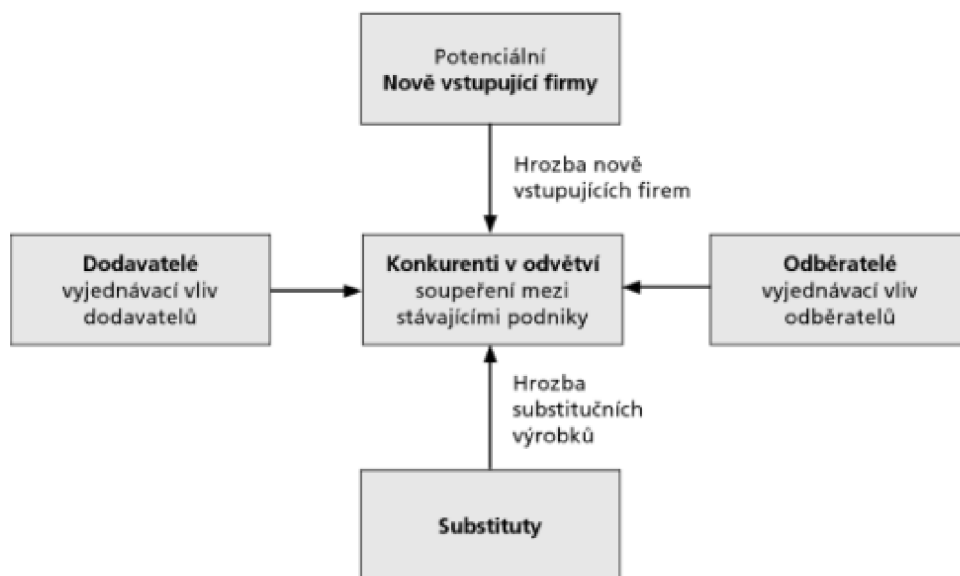 Potenciální
Nově vstupující firmy
Hrozba nově
vstupujících firem
Dodavatelé
vyjednávací vliv
dodavatelů
Konkurenti v odvětví
soupeření mezi
stávajícími podniky
Odběratelé
vyjednávací vliv
odběratelů
Hrozba
substitučních
výrobků
Substituty